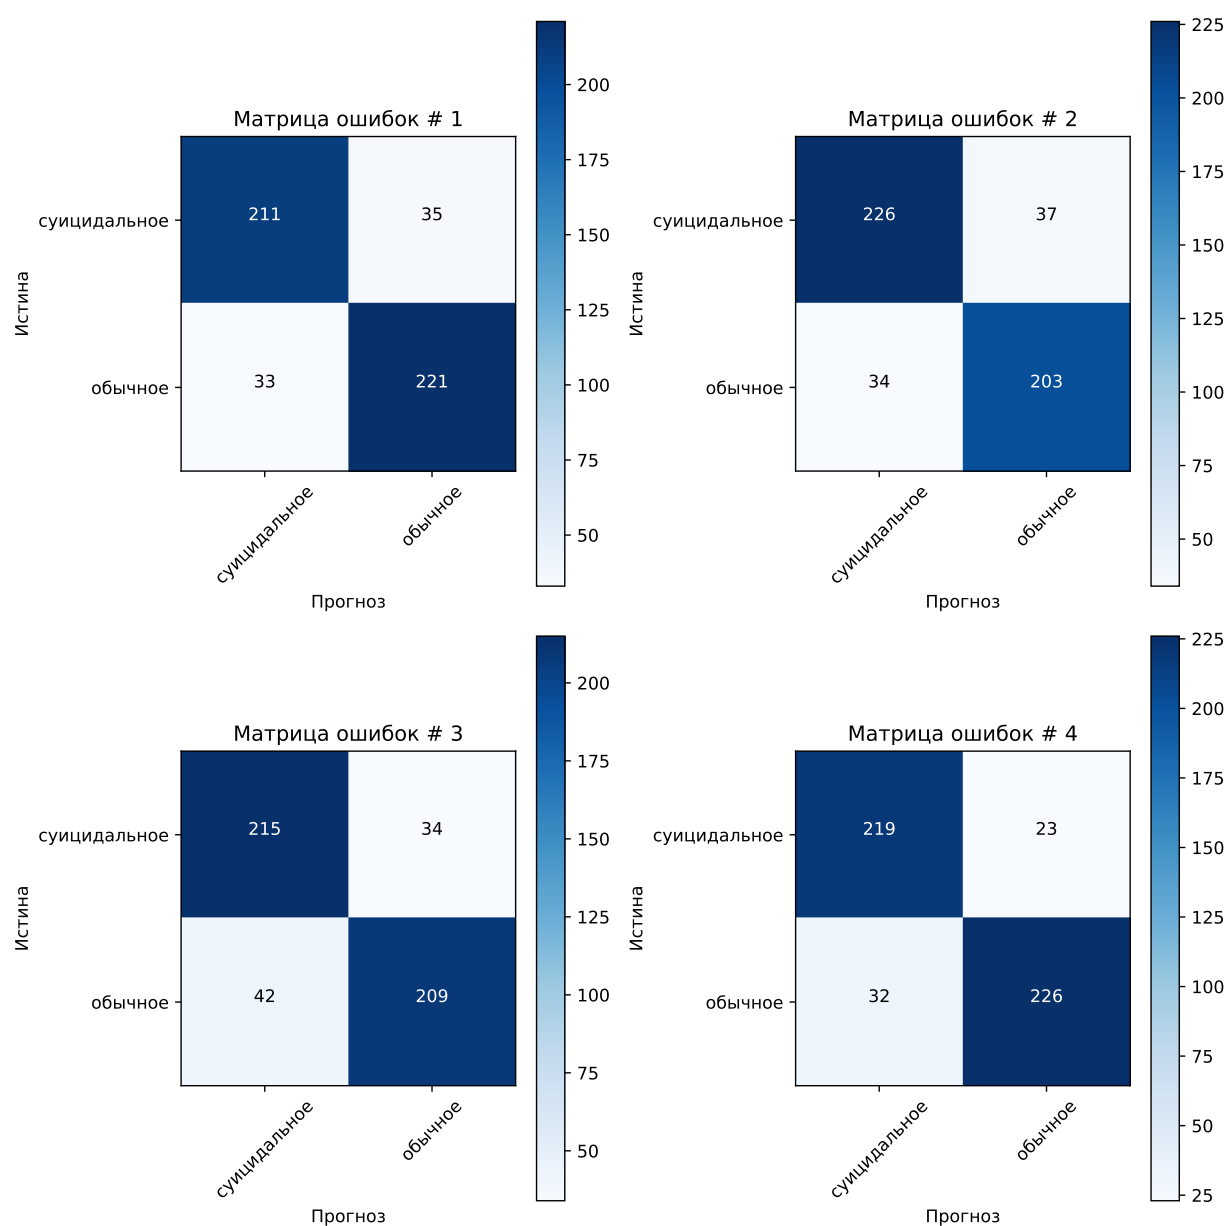 Матрица ошибок # 1
суицидальное
обычное
211
35
33
221
Истина
суицидальное
обычное
Прогноз
200
175
150
125
100
75
50
Матрица ошибок # 2
суицидальное
обычное
226
37
34
203
Истина
суицидальное
обычное
Прогноз
225
200
175
150
125
100
75
50
Матрица ошибок # 3
суицидальное
обычное
215
34
42
209
Истина
суицидальное
обычное
Прогноз
200
175
150
125
100
75
50
Матрица ошибок # 4
суицидальное
обычное
219
23
32
226
Истина
суицидальное
обычное
Прогноз
225
200
175
150
125
100
75
50
25